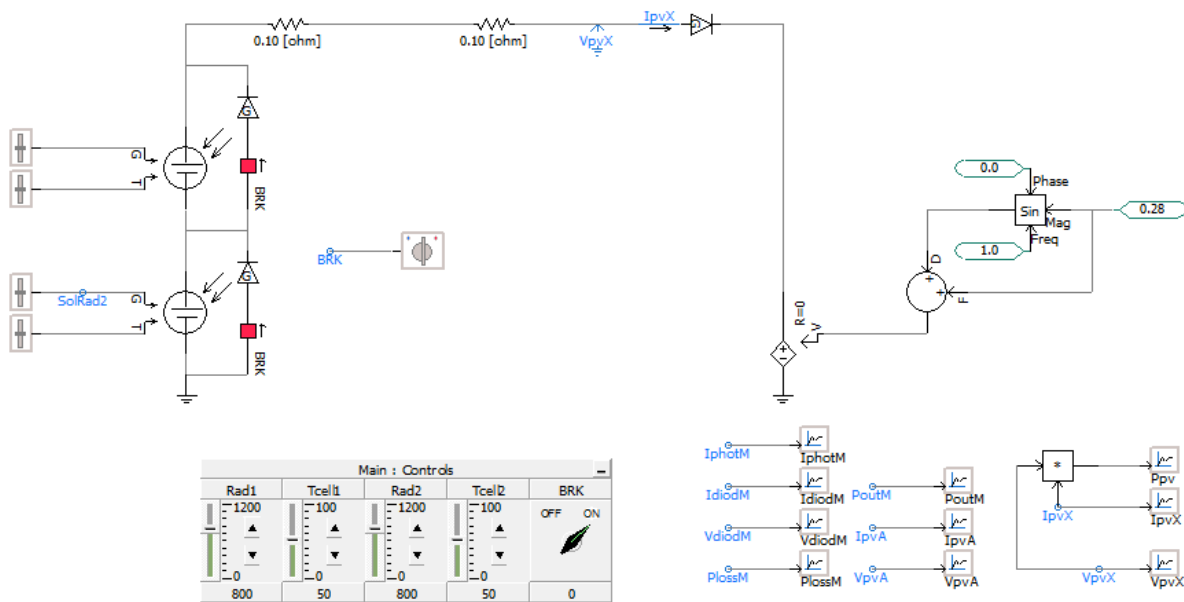 IpvX
0.10 [ohm]
0.10 [ohm]
VpvX
G
G
G
T
BRK
0.0
Phase
Sin
Mag
0.28
Freq
1.0
BRK
D
+
+
F
SolRad2
G
T
G
BRK
R=0
V
+
-
Main : Controls
Rad1 Tcell1 Rad2 Tcell2 BRK
1200 100 1200 100 OFF ON
0 0 0 0
800 50 800 50 0
IphotM IphotM
IdiodM IdiodM
VdiodM VdiodM
PlossM PlossM
PoutM PoutM
IpvA IpvA
VpvA VpvA
*
Ppv
IpvX IpvX
VpvX VpvX